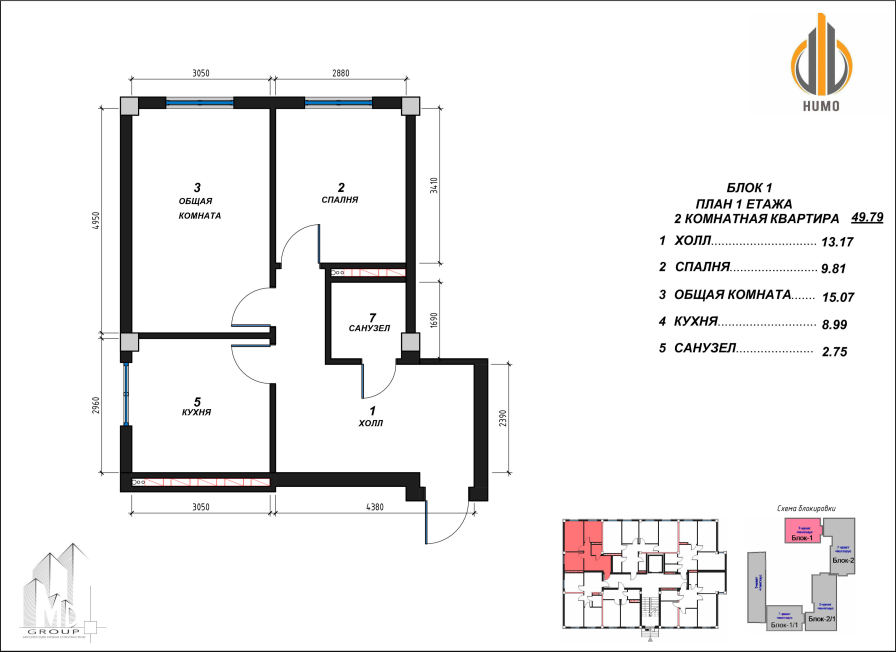 3050
2880
HUMO
4950
3410
3
ОБЩАЯ
КОМНАТА
2
СПАЛНЯ
БЛОК 1
ПЛАН 1 ЕТАЖА
2 КОМНАТНАЯ КВАРТИРА 49.79
1 ХОЛЛ.......................... 13.17
2 СПАЛНЯ...................... 9.81
3 ОБЩАЯ КОМНАТА...... 15.07
4 КУХНЯ........................ 8.99
5 САНУЗЕЛ................... 2.75
7
САНУЗЕЛ
1690
2960
5
КУХНЯ
1
ХОЛЛ
2390
3050
4380
Схема блокировки
Блок-1
Блок-2
Блок-1/1
Блок-2/1
MD
GROUP